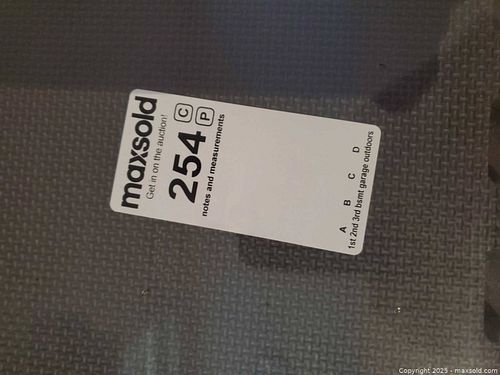 maxsold
Get in on the auction!
254 C P
notes and measurements
A B C D
1st 2nd 3rd bsmt garage outdoors
Copyright 2025 - maxsold.com